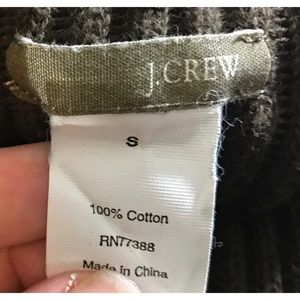 J.CREW
S
100% Cotton
RN77388
Made in China